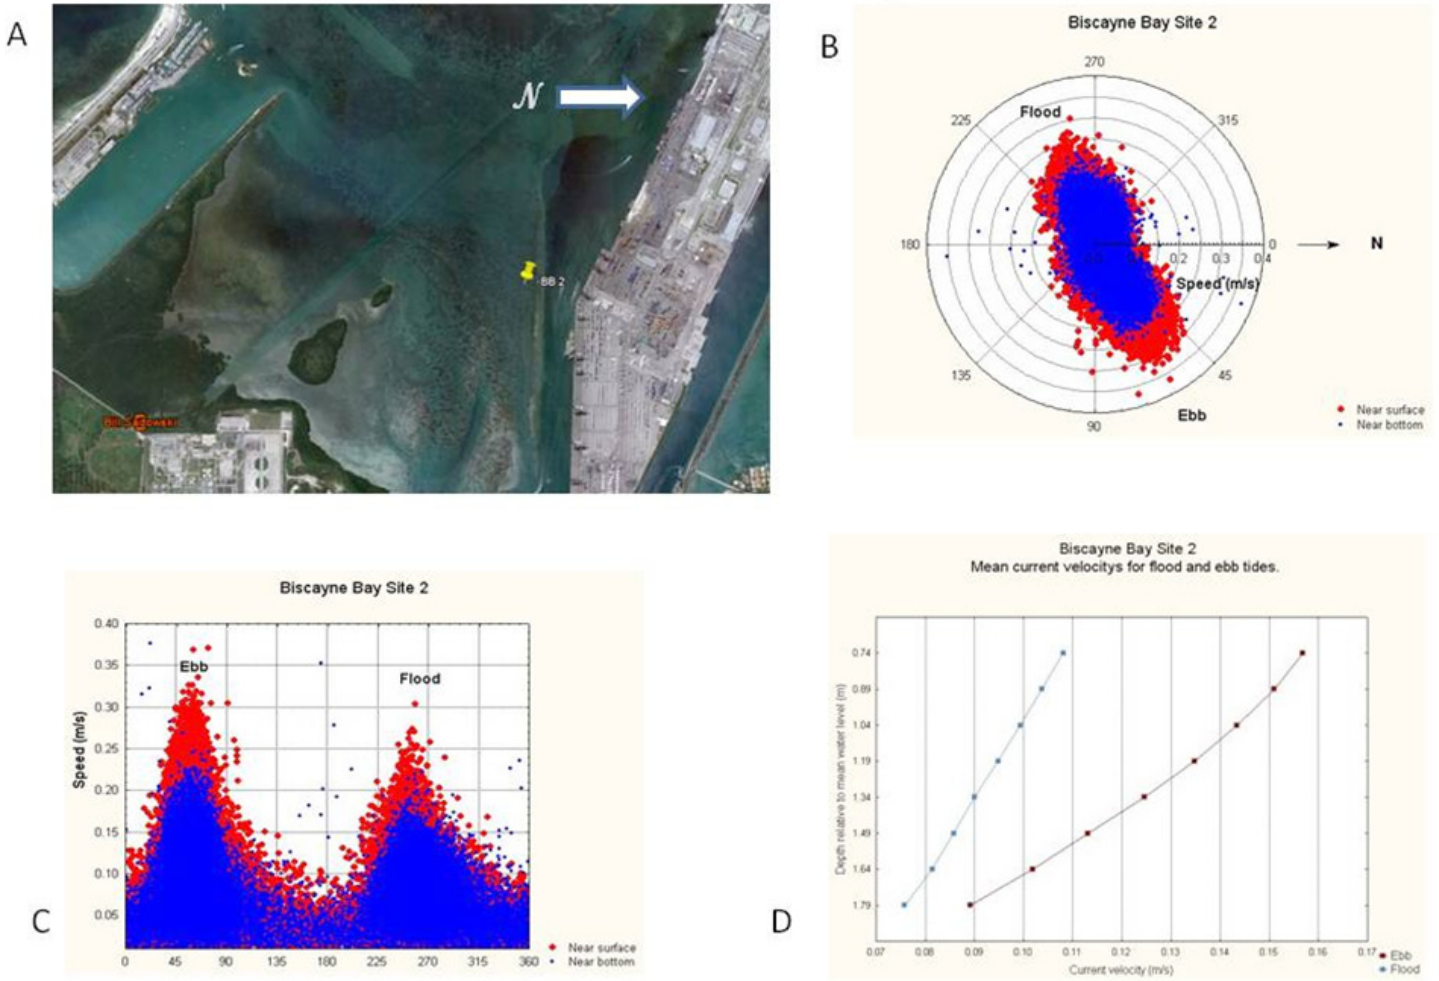 A
N
BB 2
Bill Sadowski
B
Biscayne Bay Site 2
270
Flood
225
315
180
0.0
0.2
0.3
0.4
0
N
Speed (m/s)
135
45
Ebb
90
Near surface
Near bottom
C
Biscayne Bay Site 2
Speed (m/s)
0.40
0.35
0.30
0.25
0.20
0.15
0.10
0.05
Ebb
Flood
0 45 90 135 180 225 270 315 360
Near surface
Near bottom
D
Biscayne Bay Site 2
Mean current velocitys for flood and ebb tides.
Depth relative to mean water level (m)
0.74
0.89
1.04
1.19
1.34
1.49
1.64
1.79
0.07 0.08 0.09 0.10 0.11 0.12 0.13 0.14 0.15 0.16 0.17
Current velocity (m/s)
Ebb
Flood